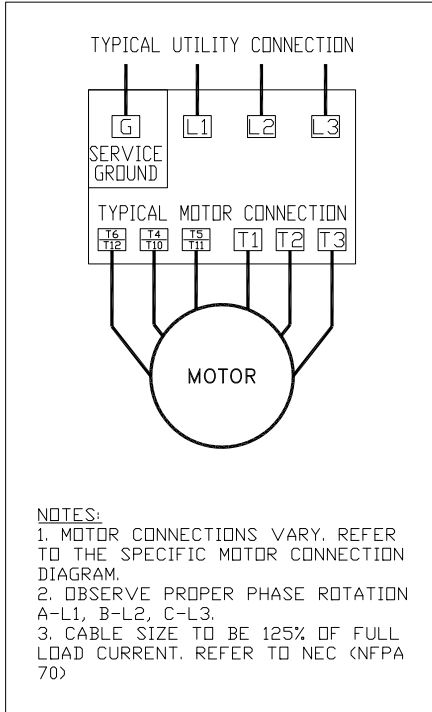 TYPICAL UTILITY CONNECTION
G L1 L2 L3
SERVICE
GROUND
TYPICAL MOTOR CONNECTION
T6 T4 T5 T1 T2 T3
T12 T10 T11
MOTOR
NOTES:
1. MOTOR CONNECTIONS VARY. REFER
TO THE SPECIFIC MOTOR CONNECTION
DIAGRAM.
2. OBSERVE PROPER PHASE ROTATION
A-L1, B-L2, C-L3.
3. CABLE SIZE TO BE 125% OF FULL
LOAD CURRENT. REFER TO NEC (NFPA
70)